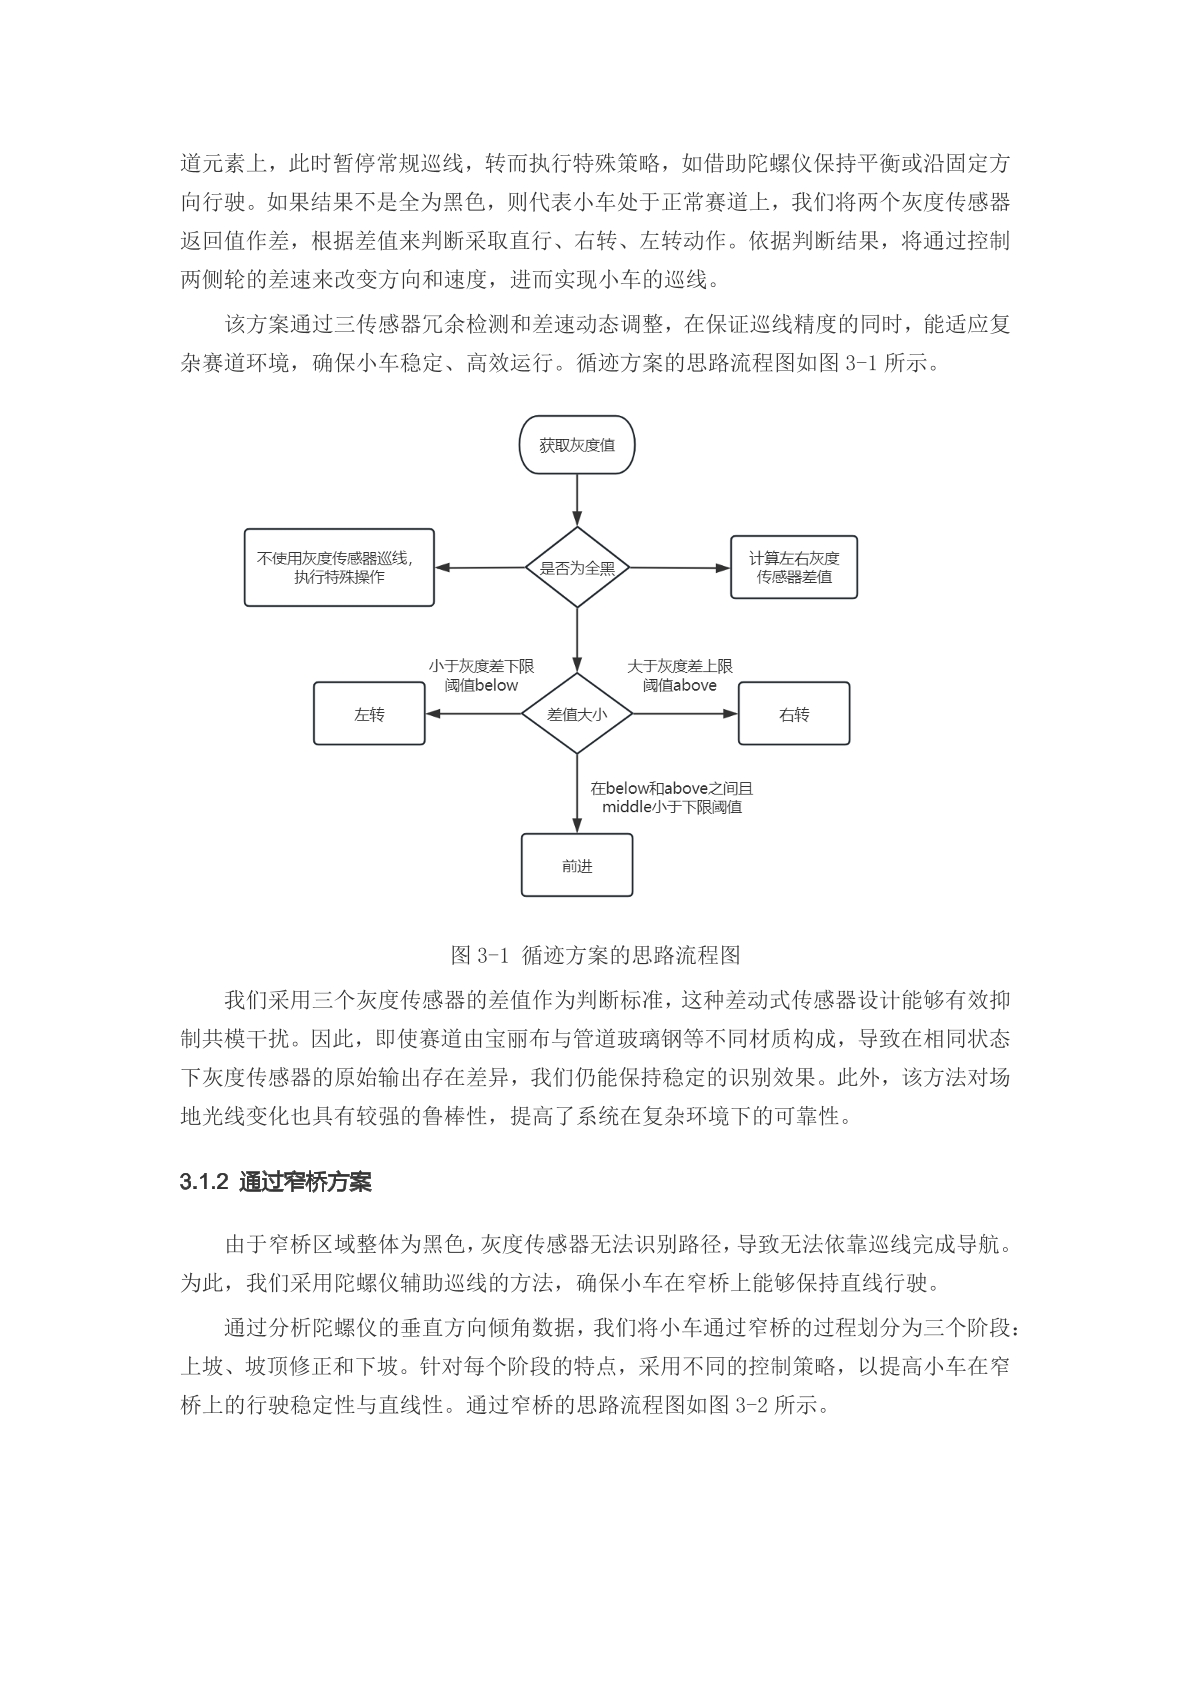 道元素上，此时暂停常规巡线，转而执行特殊策略，如借助陀螺仪保持平衡或沿固定方
向行驶。如果结果不是全为黑色，则代表小车处于正常赛道上，我们将两个灰度传感器
返回值作差，根据差值来判断采取直行、右转、左转动作。依据判断结果，将通过控制
两侧轮的差速来改变方向和速度，进而实现小车的巡线。
该方案通过三传感器冗余检测和差速动态调整，在保证巡线精度的同时，能适应复
杂赛道环境，确保小车稳定、高效运行。循迹方案的思路流程图如图 3-1 所示。
获取灰度值
不使用灰度传感器巡线，
执行特殊操作
是否为全黑
计算左右灰度
传感器差值
小于灰度差下限
阈值below
大于灰度差上限
阈值above
左转
差值大小
右转
在below和above之间且
middle小于下限阈值
前进
图 3-1 循迹方案的思路流程图
我们采用三个灰度传感器的差值作为判断标准，这种差动式传感器设计能够有效抑
制共模干扰。因此，即使赛道由宝丽布与管道玻璃钢等不同材质构成，导致在相同状态
下灰度传感器的原始输出存在差异，我们仍能保持稳定的识别效果。此外，该方法对场
地光线变化也具有较强的鲁棒性，提高了系统在复杂环境下的可靠性。
3.1.2 通过窄桥方案
由于窄桥区域整体为黑色，灰度传感器无法识别路径，导致无法依靠巡线完成导航。
为此，我们采用陀螺仪辅助巡线的方法，确保小车在窄桥上能够保持直线行驶。
通过分析陀螺仪的垂直方向倾角数据，我们将小车通过窄桥的过程划分为三个阶段：
上坡、坡顶修正和下坡。针对每个阶段的特点，采用不同的控制策略，以提高小车在窄
桥上的行驶稳定性与直线性。通过窄桥的思路流程图如图 3-2 所示。